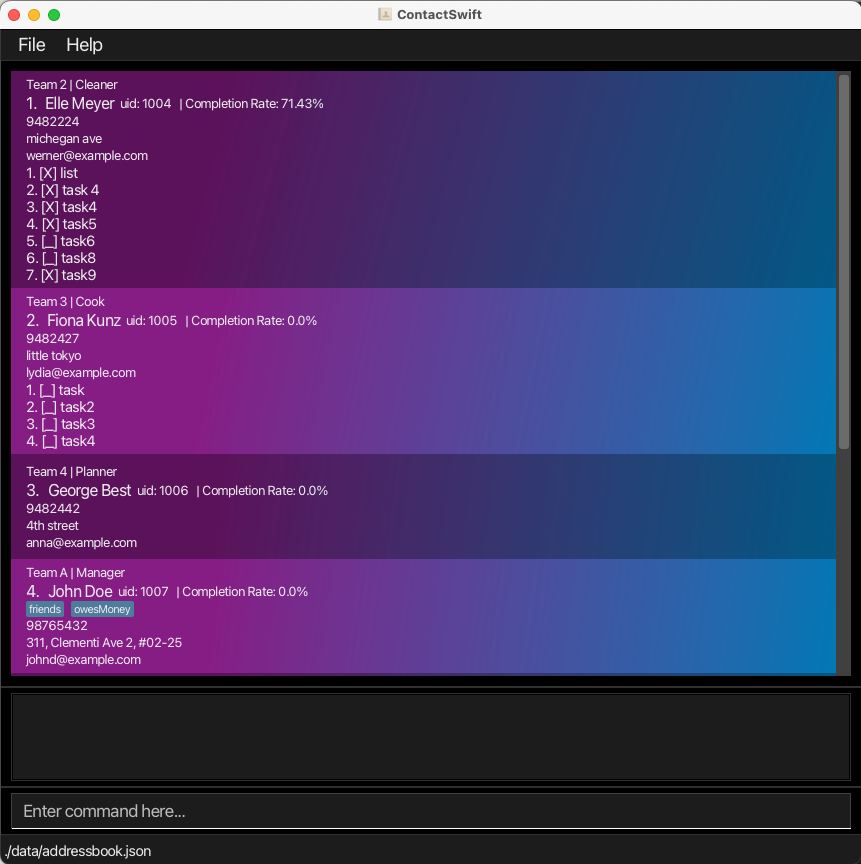 ContactSwift
File Help
Team 2 | Cleaner
1. Elle Meyer uid: 1004 | Completion Rate: 71.43%
9482224
michegan ave
werner@example.com
1. [X] list
2. [X] task 4
3. [X] task4
4. [X] task5
5. [_] task6
6. [_] task8
7. [X] task9
Team 3 | Cook
2. Fiona Kunz uid: 1005 | Completion Rate: 0.0%
9482427
little tokyo
lydia@example.com
1. [_] task
2. [_] task2
3. [_] task3
4. [_] task4
Team 4 | Planner
3. George Best uid: 1006 | Completion Rate: 0.0%
9482442
4th street
anna@example.com
Team A | Manager
4. John Doe uid: 1007 | Completion Rate: 0.0%
friends owesMoney
98765432
311, Clementi Ave 2, #02-25
johnd@example.com
Enter command here...
./data/addressbook.json